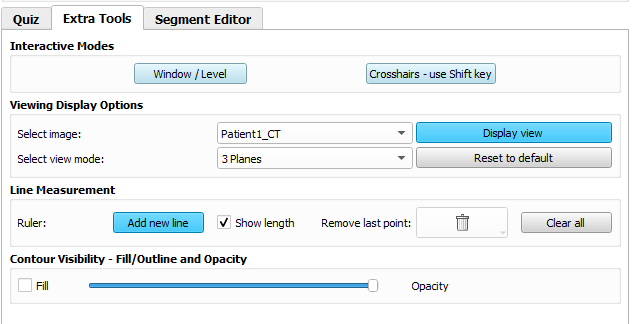 Quiz Extra Tools Segment Editor
Interactive Modes
Window / Level Crosshairs - use Shift key
Viewing Display Options
Select image: Patient1_CT Display view
Select view mode: 3 Planes Reset to default
Line Measurement
Ruler: Add new line Show length Remove last point: Clear all
Contour Visibility - Fill/Outline and Opacity
Fill Opacity